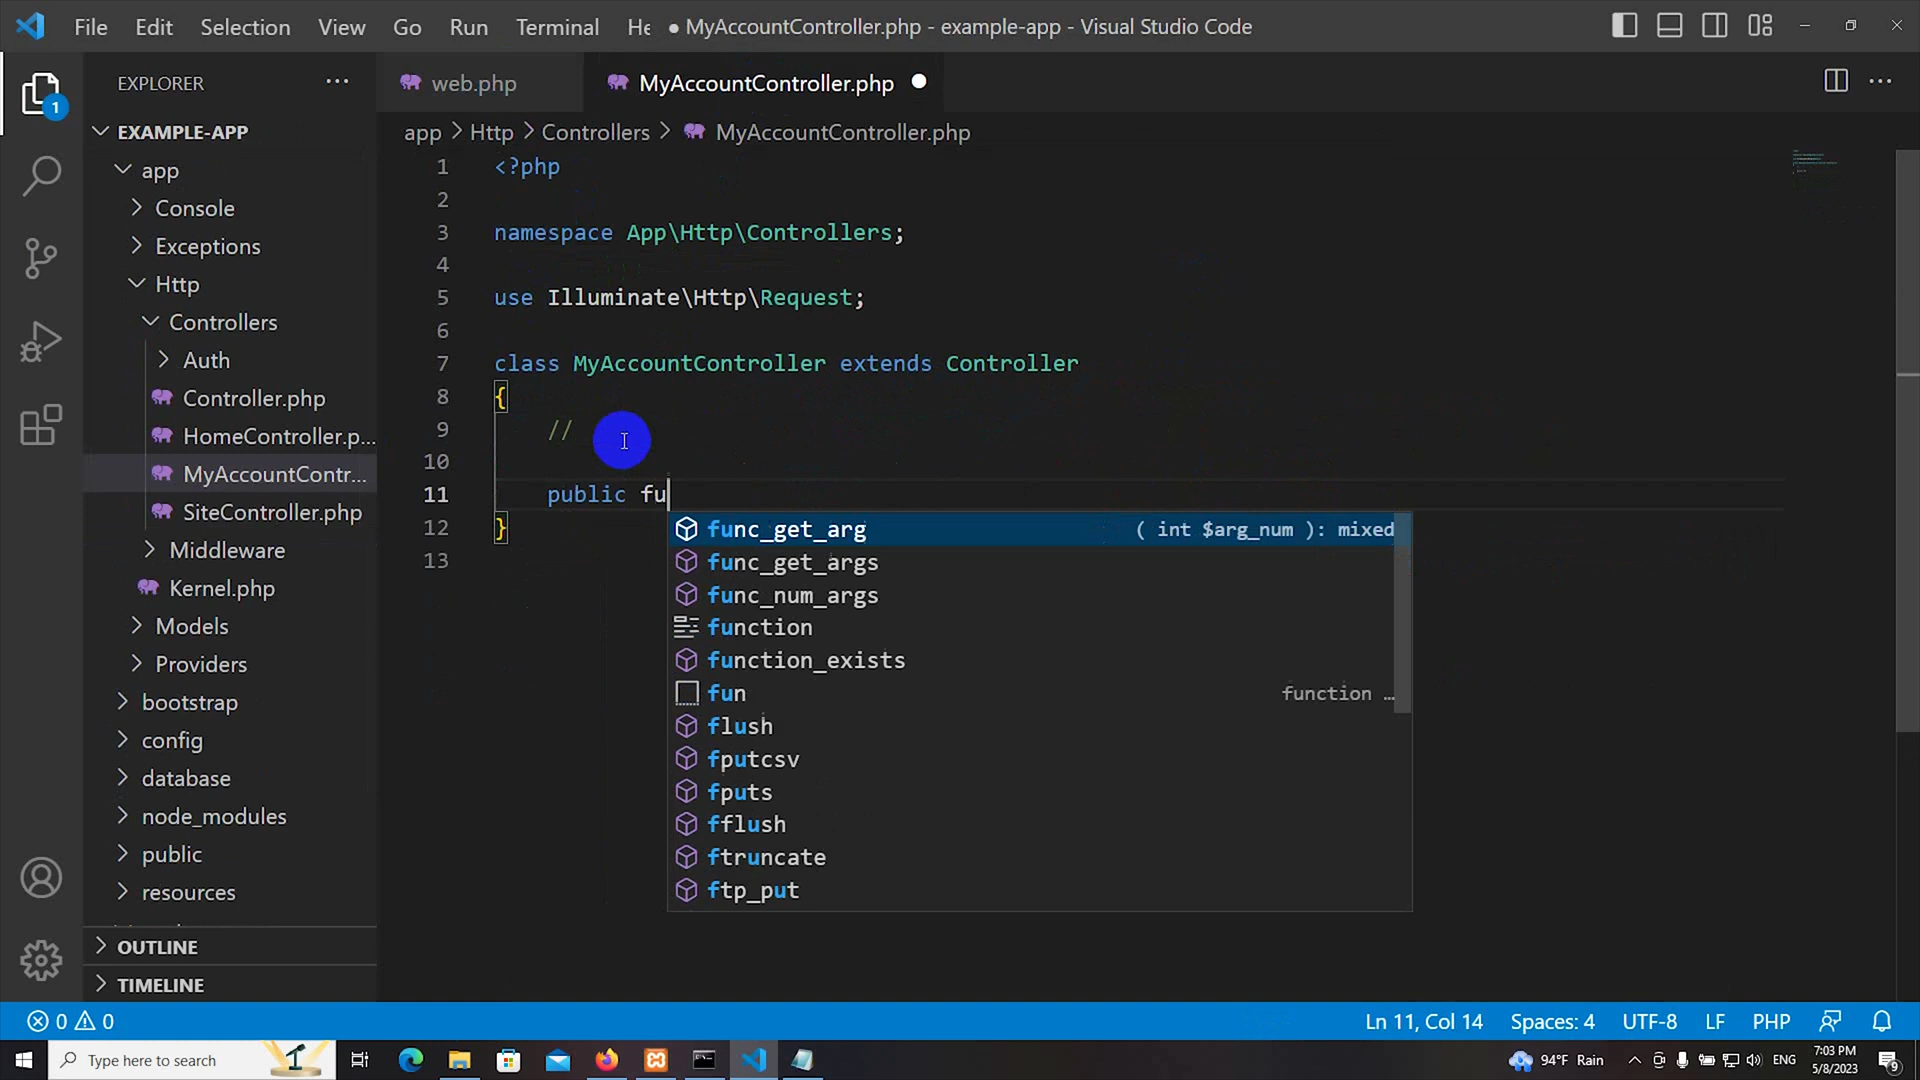 File Edit Selection View Go Run Terminal He ● MyAccountController.php - example-app - Visual Studio Code
EXPLORER ···
web.php
MyAccountController.php
1
EXAMPLE-APP
app > Http > Controllers > MyAccountController.php
app
Console
Exceptions
Http
Controllers
Auth
Controller.php
HomeController.p...
MyAccountContr...
SiteController.php
Middleware
Kernel.php
Models
Providers
bootstrap
config
database
node_modules
public
resources
OUTLINE
TIMELINE
1 <?php
2
3 namespace App\Http\Controllers;
4
5 use Illuminate\Http\Request;
6
7 class MyAccountController extends Controller
8 {
9 //
10
11 public fu
12 }
13
func_get_arg ( int $arg_num ): mixed
func_get_args
func_num_args
function
function_exists
fun function …
flush
fputcsv
fputs
fflush
ftruncate
ftp_put
0 0
Ln 11, Col 14 Spaces: 4 UTF-8 LF PHP
Type here to search
94°F Rain
ENG
7:03 PM
5/8/2023
9